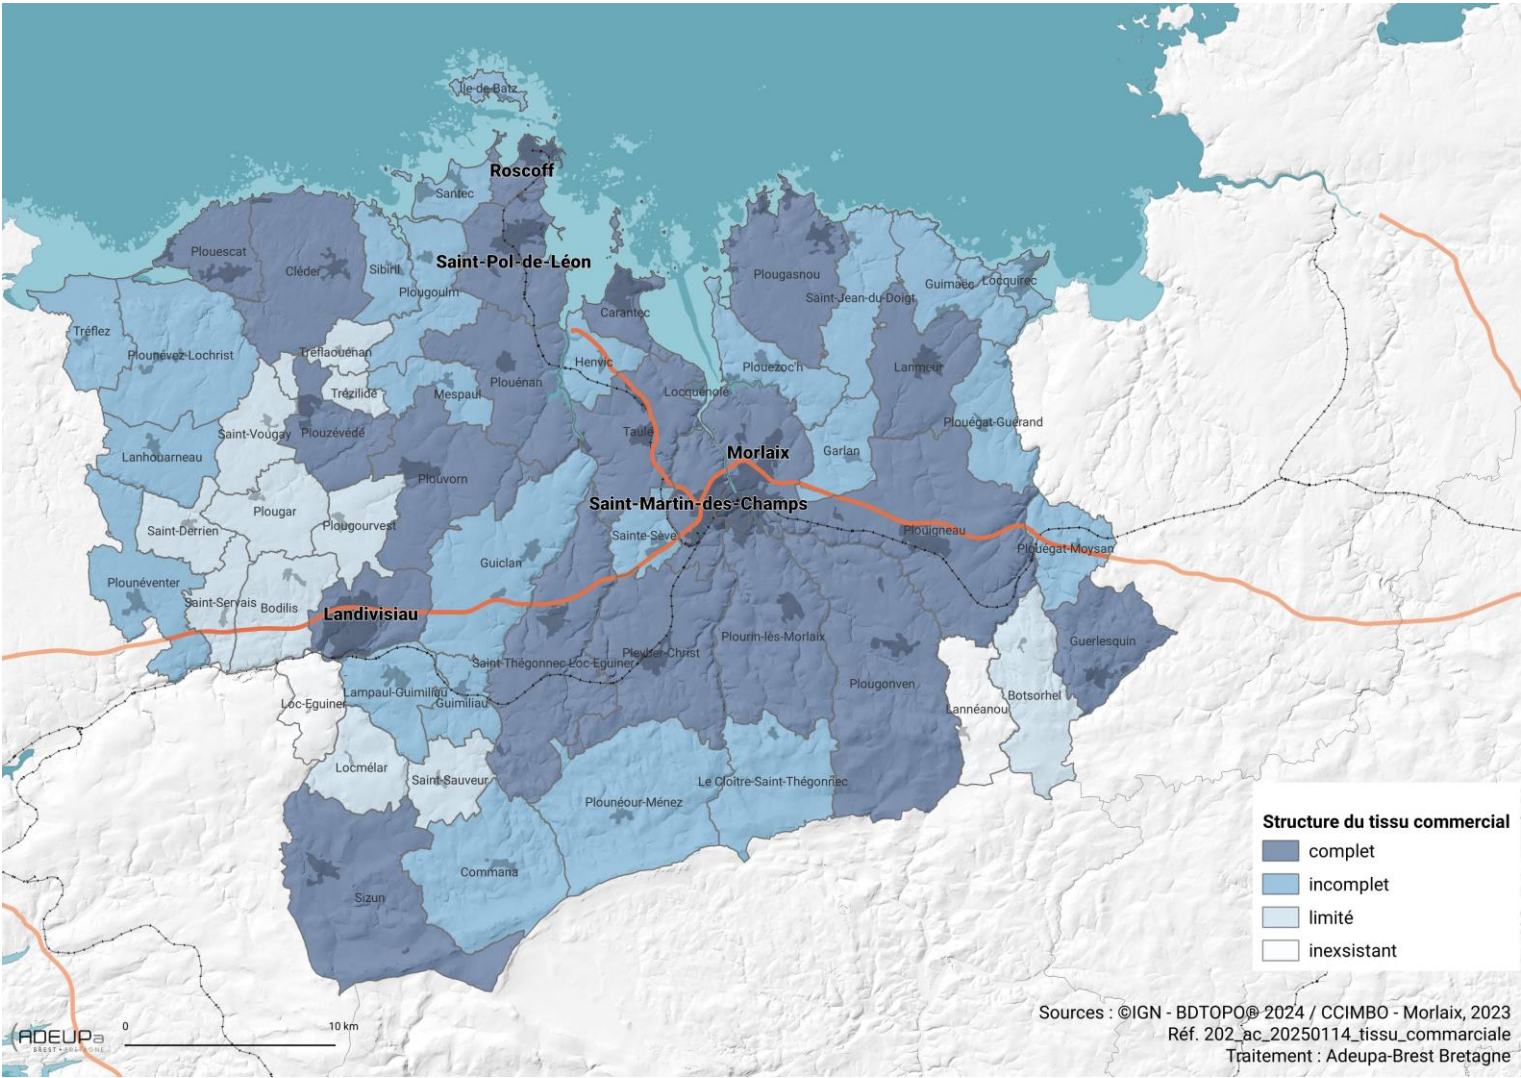 Île-de-Batz
Roscoff
Santec
Plouescat
Cléder
Sibiril
Saint-Pol-de-Léon
Plougoulm
Plougasnou
Saint-Jean-du-Doigt
Guimaëc
Locquirec
Carantec
Tréflez
Plounévez-Lochrist
Tréflaouénan
Henvic
Plouezoc'h
Lanmeur
Trézilidé
Mespaul
Plouénan
Locquénolé
Saint-Vougay
Plouzévédé
Taulé
Plouégat-Guérand
Lanhouarneau
Morlaix
Garlan
Plouvorn
Saint-Martin-des-Champs
Plougar
Plougourvest
Saint-Derrien
Sainte-Sève
Plouigneau
Plouégat-Moysan
Guiclan
Plounéventer
Saint-Servais
Bodilis
Landivisiau
Plourin-lès-Morlaix
Guerlesquin
Saint-Thégonnec Loc-Eguiner
Pleyber-Christ
Plougonven
Lampaul-Guimiliau
Guimiliau
Loc-Eguiner
Botsorhel
Lannéanou
Locmélar
Saint-Sauveur
Le Cloître-Saint-Thégonnec
Plounéour-Ménez
Commana
Sizun
Structure du tissu commercial
complet
incomplet
limité
inexsistant
0 10 km
ADEUPa
BREST • BRETAGNE
Sources : ©IGN - BDTOPO® 2024 / CCIMBO - Morlaix, 2023
Réf. 202_ac_20250114_tissu_commerciale
Traitement : Adeupa-Brest Bretagne